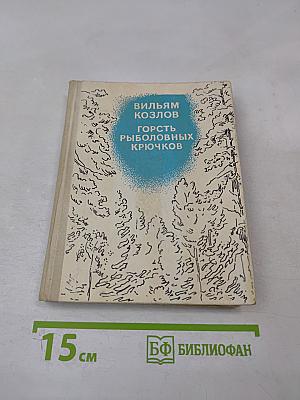 ВИЛЬЯМ
КОЗЛОВ
ГОРСТЬ
РЫБОЛОВНЫХ
КРЮЧКОВ
15 см
БФ БИБЛИОФАН